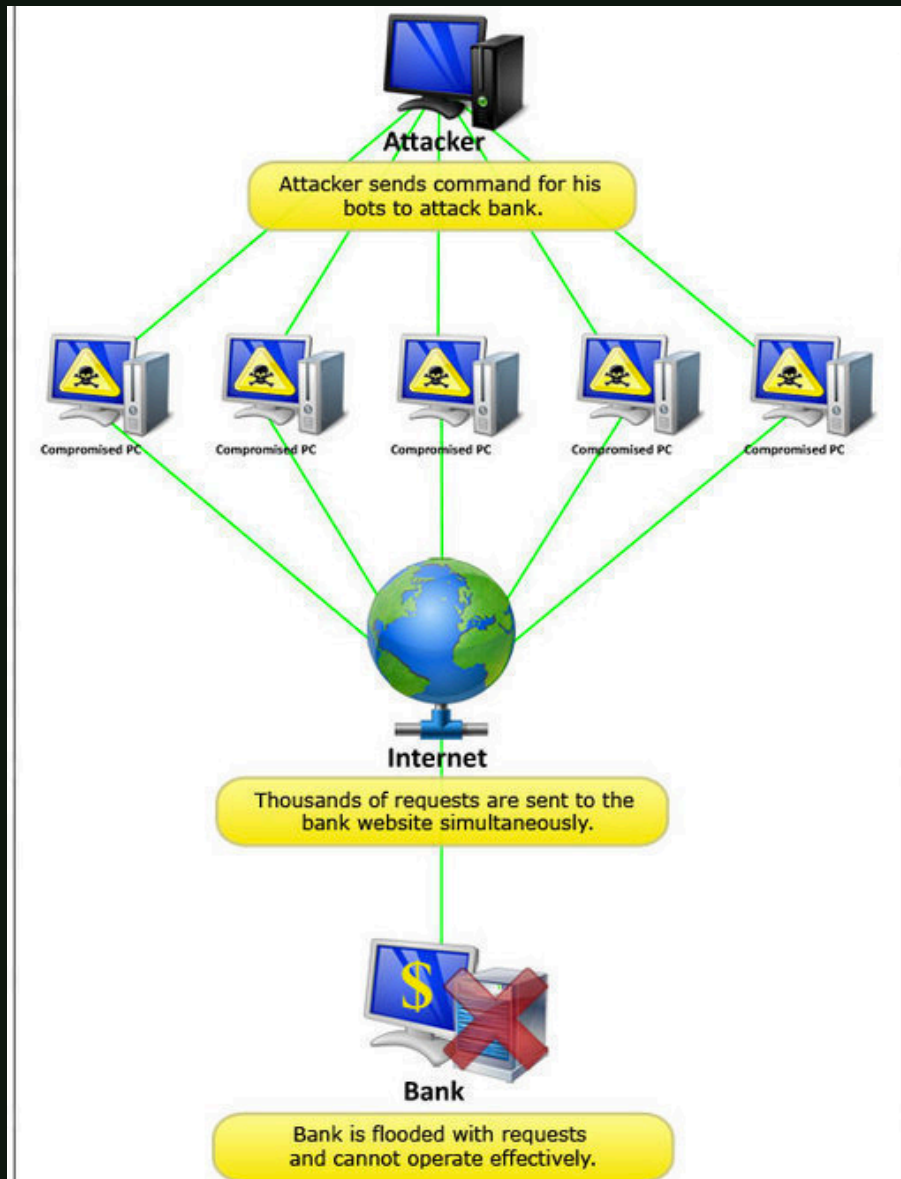 Attacker
Attacker sends command for his
bots to attack bank.
Compromised PC
Compromised PC
Compromised PC
Compromised PC
Compromised PC
Internet
Thousands of requests are sent to the
bank website simultaneously.
$
Bank
Bank is flooded with requests
and cannot operate effectively.